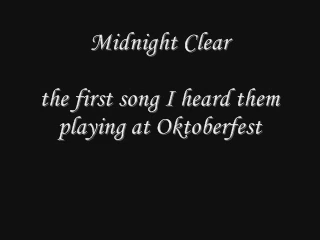 Midnight Clear
the first song I heard them
playing at Oktoberfest